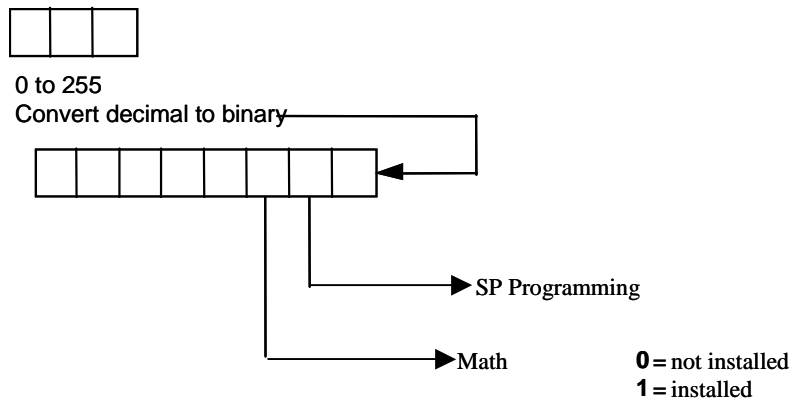 0 to 255
Convert decimal to binary
SP Programming
Math
0 = not installed
1 = installed